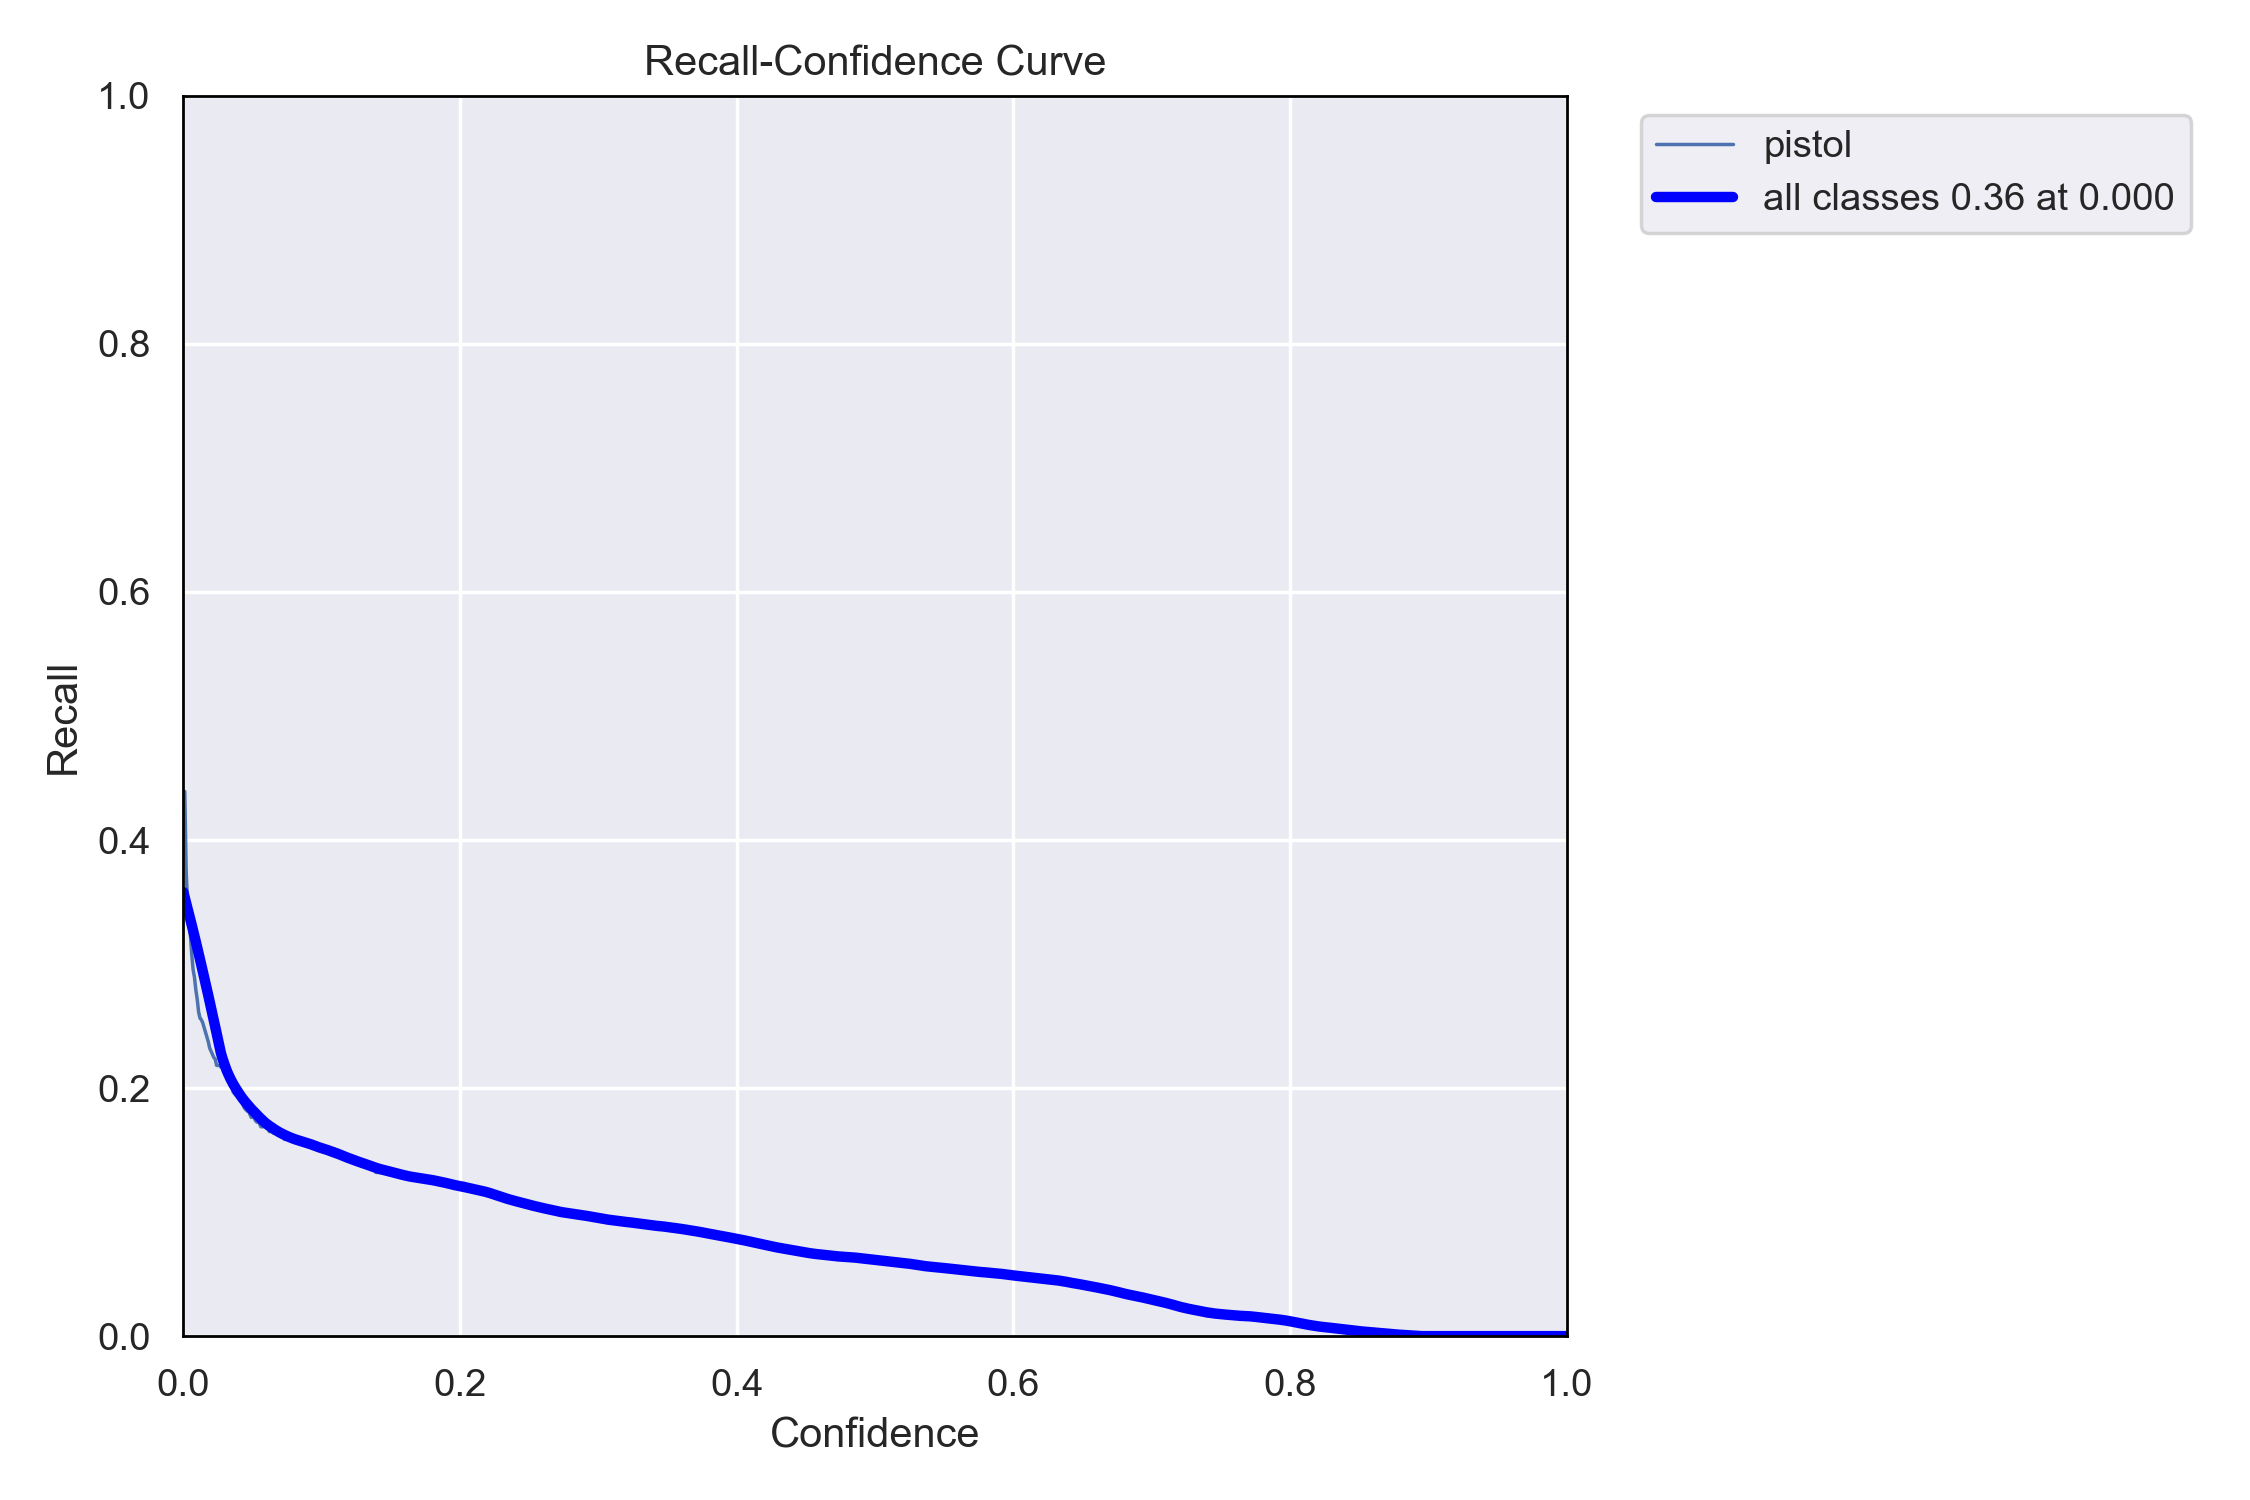 Recall-Confidence Curve
1.0
0.8
0.6
0.4
0.2
0.0
Recall
0.0 0.2 0.4 0.6 0.8 1.0
Confidence
pistol
all classes 0.36 at 0.000